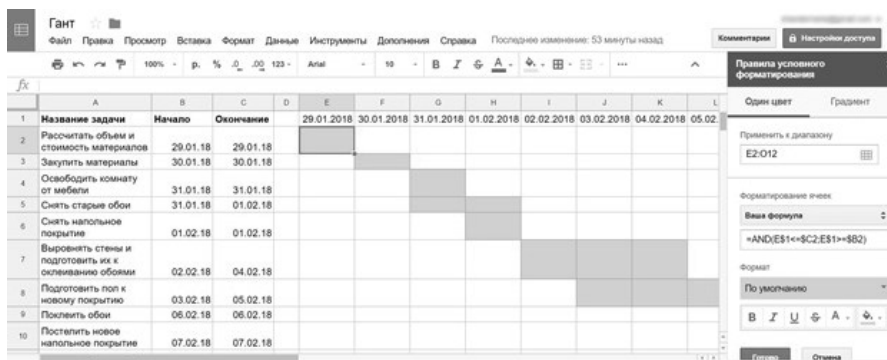 Гант
Файл Правка Просмотр Вставка Формат Данные Инструменты Дополнения Справка Последнее изменение: 53 минуты назад
Комментарии Настройки доступа
100% р. % .0 .00 123 Arial 10 B I S A ...
Правила условного форматирования
fx
A B C D E F G H I J K L
1 Название задачи Начало Окончание 29.01.2018 30.01.2018 31.01.2018 01.02.2018 02.02.2018 03.02.2018 04.02.2018 05.02.
2 Рассчитать объем и
стоимость материалов 29.01.18 29.01.18
3 Закупить материалы 30.01.18 30.01.18
4 Освободить комнату
от мебели 31.01.18 31.01.18
5 Снять старые обои 31.01.18 01.02.18
6 Снять напольное
покрытие 01.02.18 01.02.18
7 Выровнять стены и
подготовить их к
оклеиванию обоями 02.02.18 04.02.18
8 Подготовить пол к
новому покрытию 03.02.18 05.02.18
9 Поклеить обои 06.02.18 06.02.18
10 Постелить новое
напольное покрытие 07.02.18 07.02.18
Один цвет Градиент
Применить к диапазону
E2:O12
Форматирование ячеек
Ваша формула
=AND(E$1<=$C2;E$1>=$B2)
Формат
По умолчанию
B I U S A
Готово Отмена